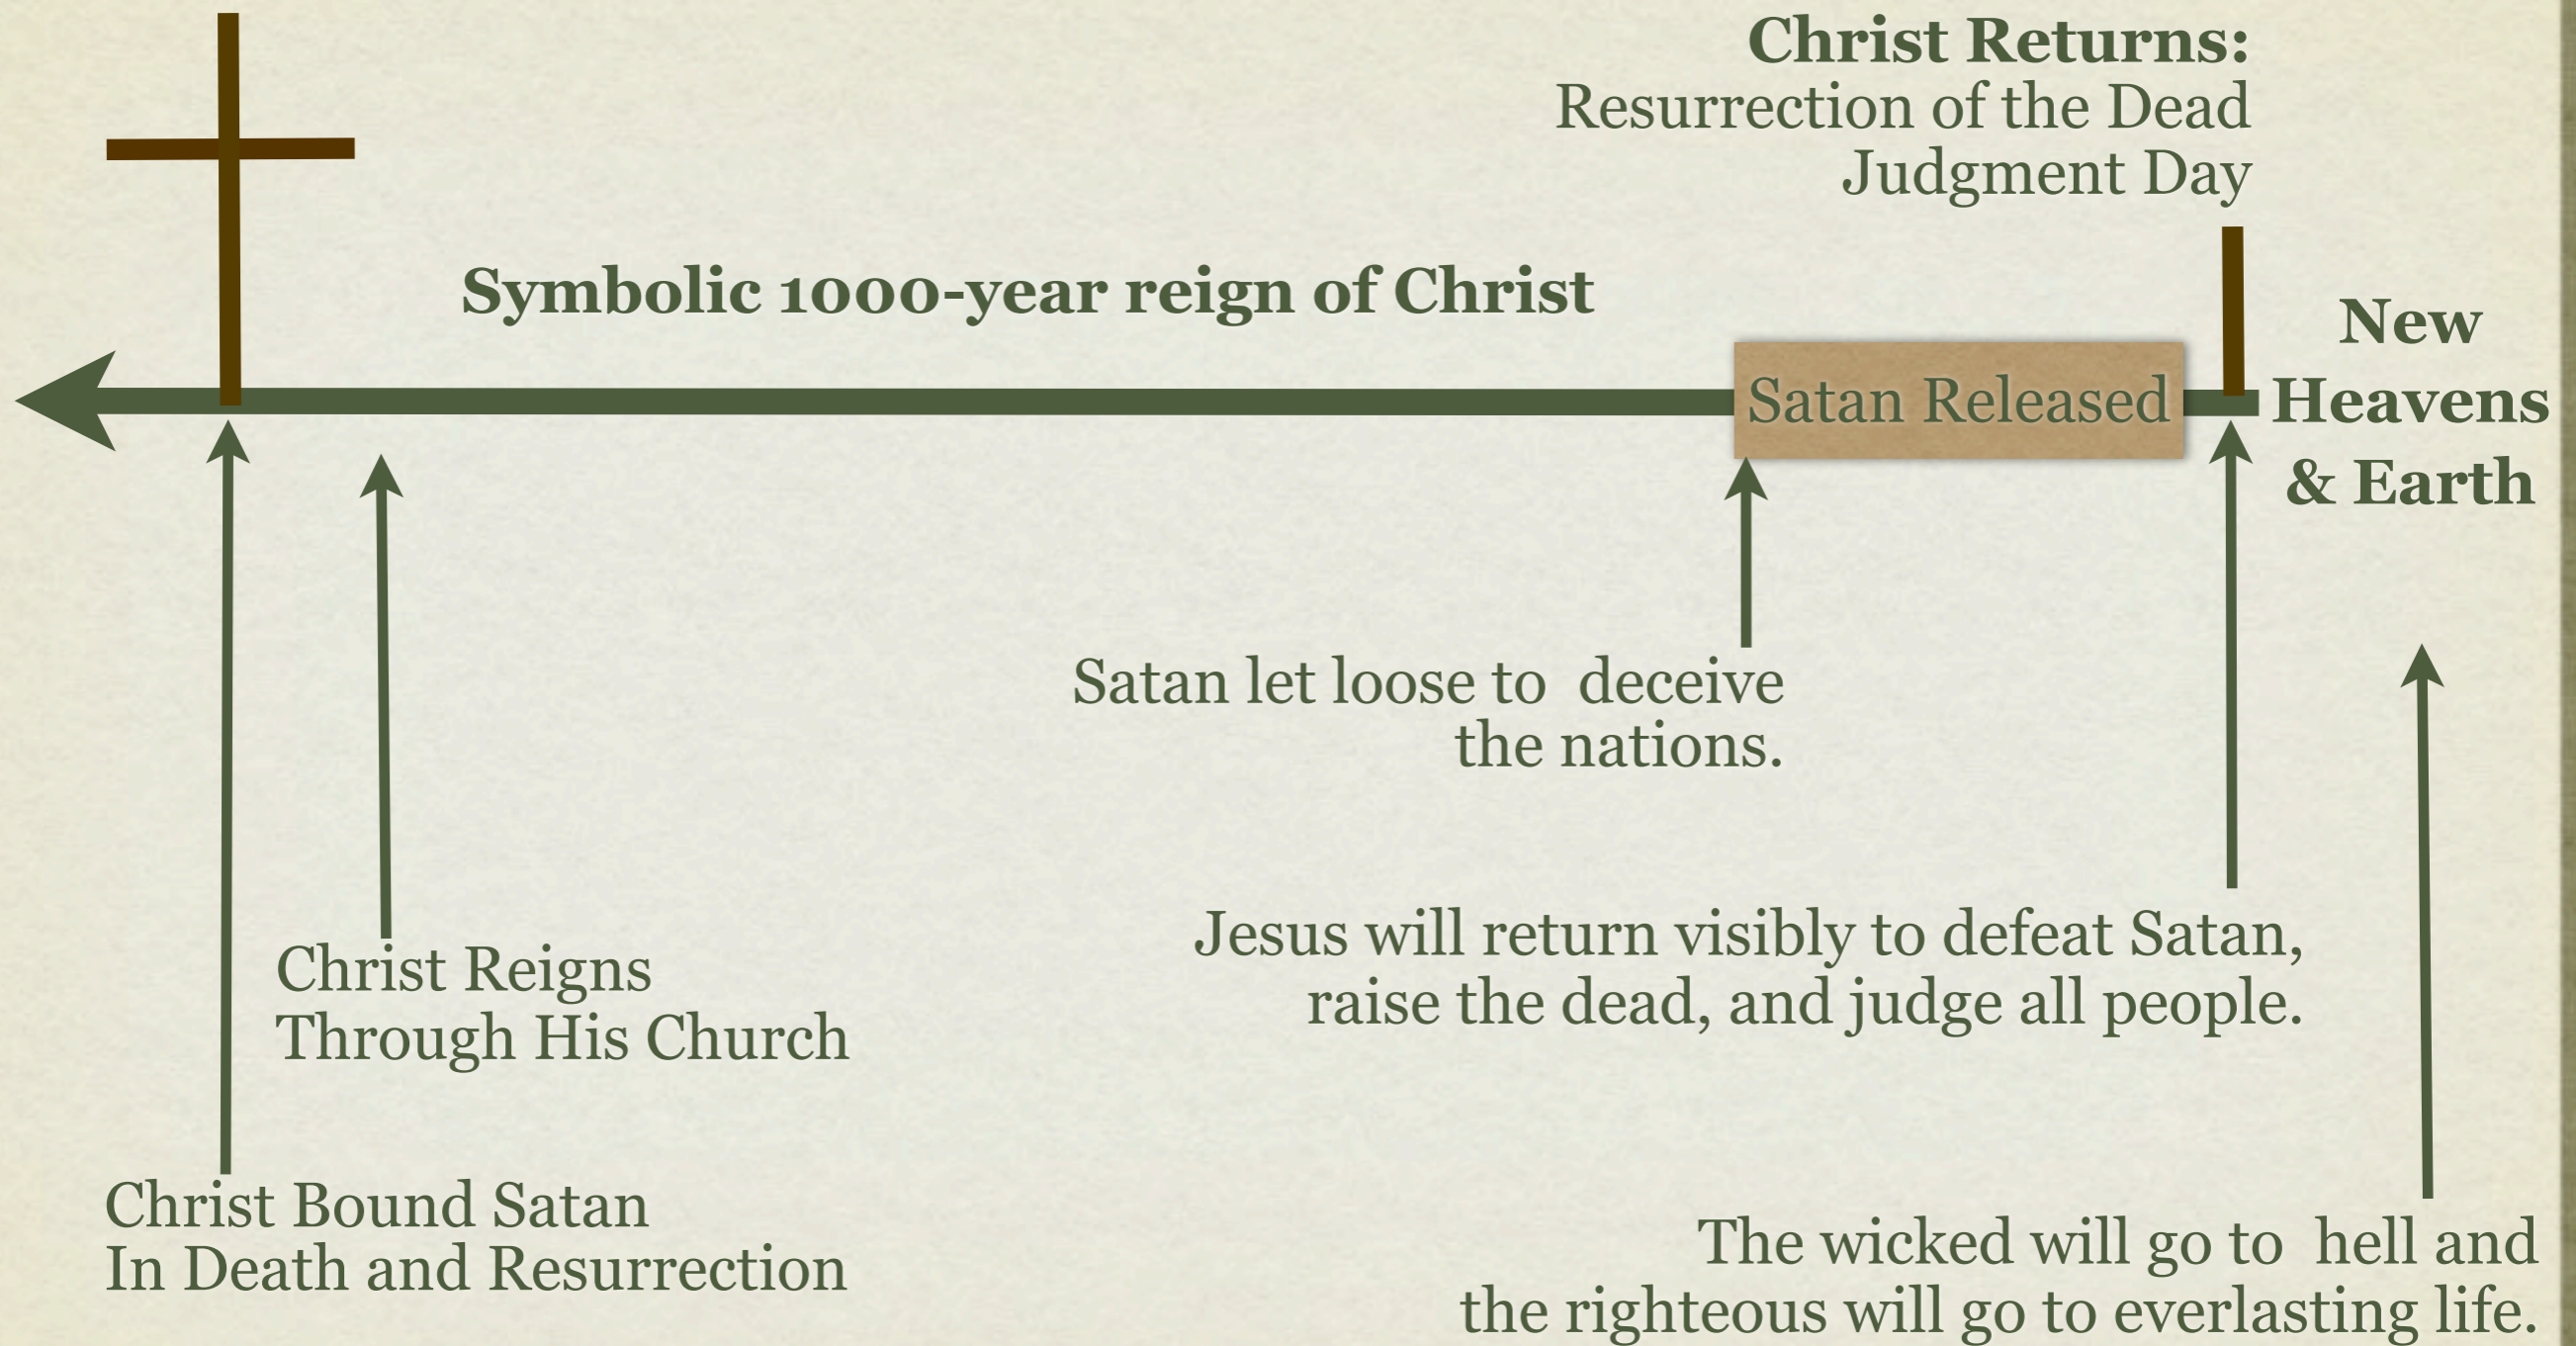 Christ Returns:
Resurrection of the Dead
Judgment Day
Symbolic 1000-year reign of Christ
Satan Released
New
Heavens
& Earth
Satan let loose to  deceive
the nations.
Jesus will return visibly to defeat Satan,
raise the dead, and judge all people.
Christ Reigns
Through His Church
Christ Bound Satan
In Death and Resurrection
The wicked will go to  hell and
the righteous will go to everlasting life.